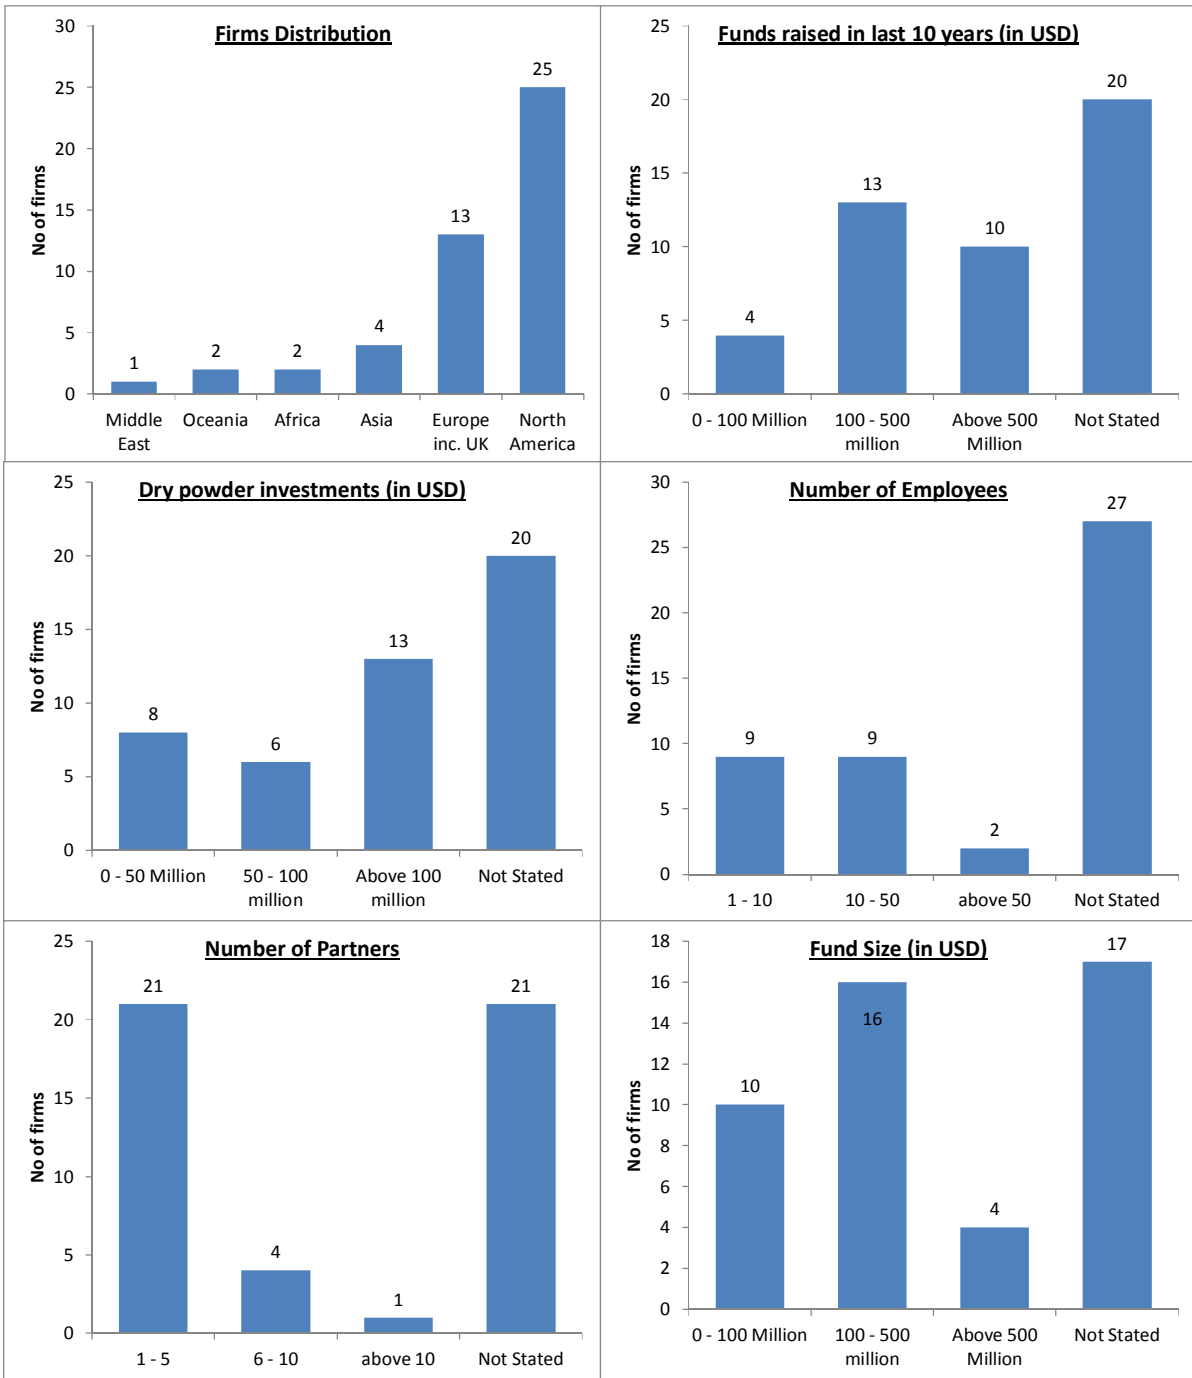 Firms Distribution
No of firms
30
25
20
15
10
5
0
1
2
2
4
13
25
Middle East
Oceania
Africa
Asia
Europe inc. UK
North America
Funds raised in last 10 years (in USD)
No of firms
25
20
15
10
5
0
4
13
10
20
0 - 100 Million
100 - 500 million
Above 500 Million
Not Stated
Dry powder investments (in USD)
No of firms
25
20
15
10
5
0
8
6
13
20
0 - 50 Million
50 - 100 million
Above 100 million
Not Stated
Number of Employees
No of firms
30
25
20
15
10
5
0
9
9
2
27
1 - 10
10 - 50
above 50
Not Stated
Number of Partners
No of firms
25
20
15
10
5
0
21
4
1
21
1 - 5
6 - 10
above 10
Not Stated
Fund Size (in USD)
No of firms
18
16
14
12
10
8
6
4
2
0
10
16
4
17
0 - 100 Million
100 - 500 million
Above 500 Million
Not Stated